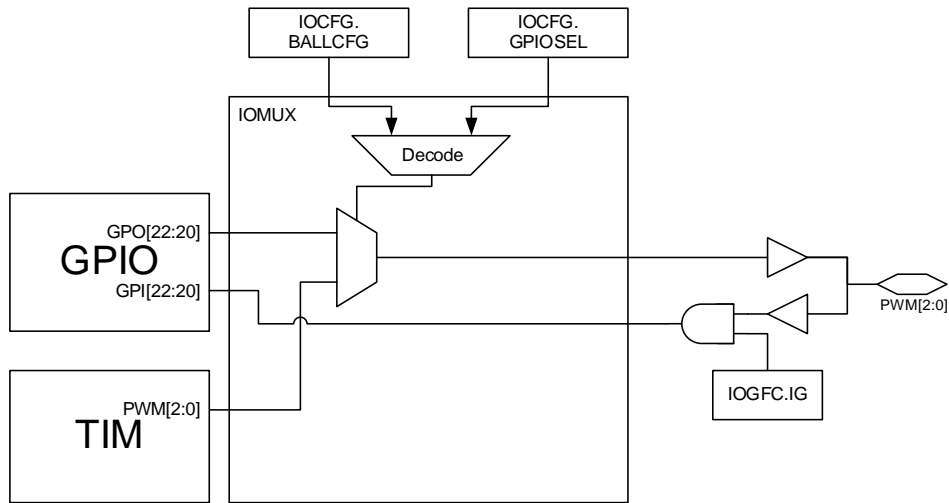 IOCFG.
BALLCFG
IOCFG.
GPIOSEL
IOMUX
Decode
GPO[22:20]
GPIO
GPI[22:20]
PWM[2:0]
IOGFC.IG
PWM[2:0]
TIM